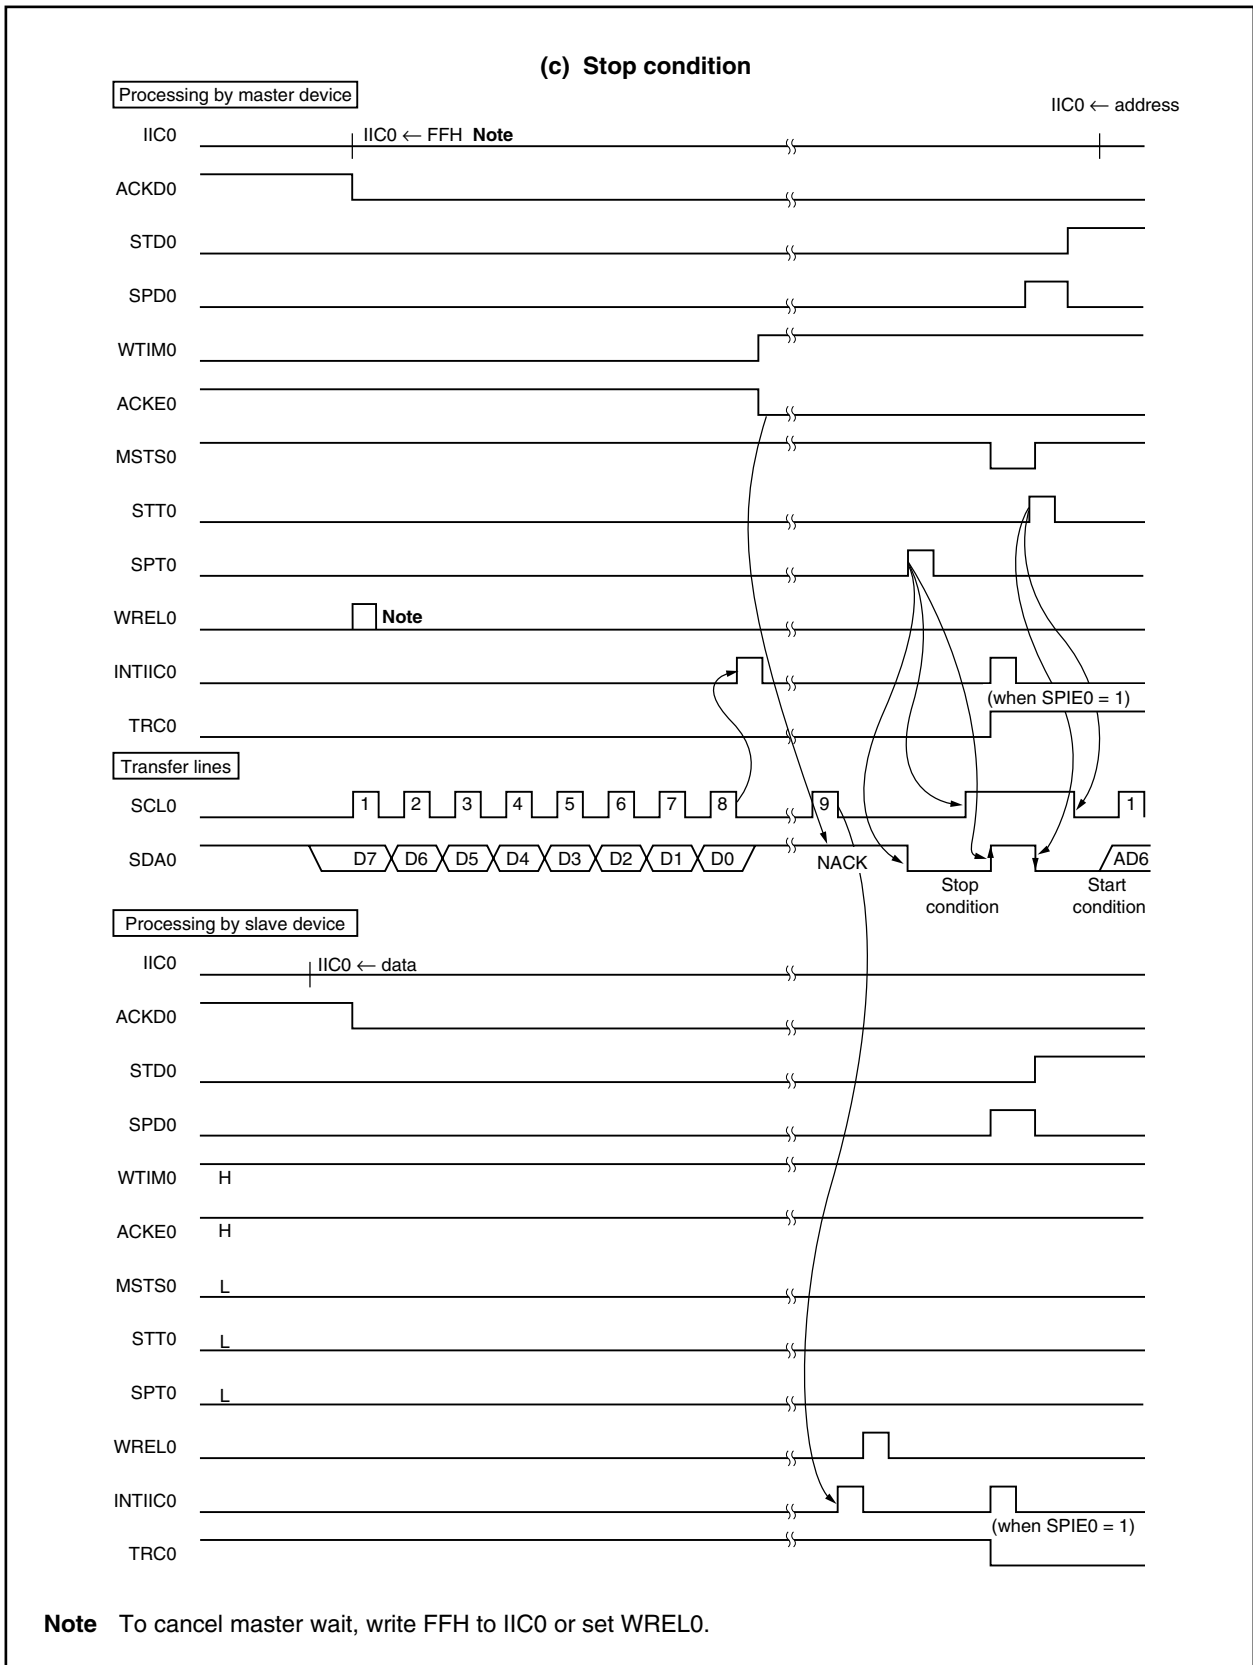 (c) Stop condition
Processing by master device
IIC0 ← address
IIC0
IIC0 ← FFH Note
ACKD0
STD0
SPD0
WTIM0
ACKE0
MSTS0
STT0
SPT0
WREL0
Note
INTIIC0
(when SPIE0 = 1)
TRC0
Transfer lines
SCL0 1 2 3 4 5 6 7 8 9 1
SDA0 D7 D6 D5 D4 D3 D2 D1 D0 NACK AD6
Stop condition
Start condition
Processing by slave device
IIC0
IIC0 ← data
ACKD0
STD0
SPD0
WTIM0 H
ACKE0 H
MSTS0 L
STT0 L
SPT0 L
WREL0
INTIIC0
(when SPIE0 = 1)
TRC0
Note To cancel master wait, write FFH to IIC0 or set WREL0.